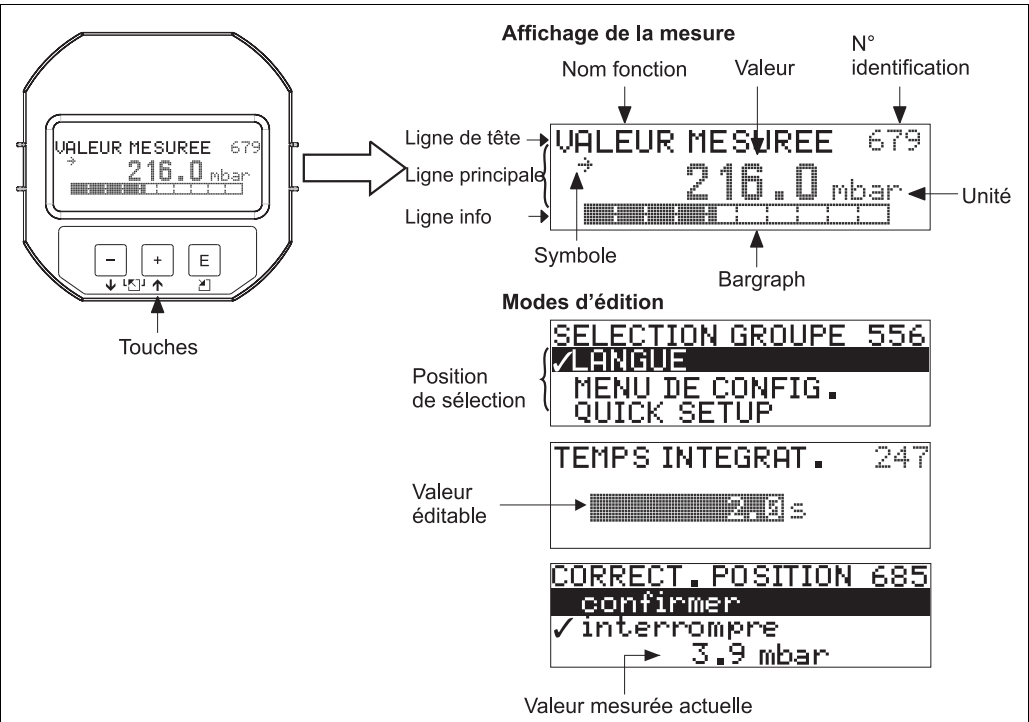 VALEUR MESUREE 679
216.0 mbar
- + E
Touches
Affichage de la mesure
Nom fonction Valeur N° identification
Ligne de tête
Ligne principale
Ligne info
VALEUR MESUREE 679
216.0 mbar
Unité
Symbole
Bargraph
Modes d'édition
Position
de sélection
SELECTION GROUPE 556
✓LANGUE
MENU DE CONFIG.
QUICK SETUP
TEMPS INTEGRAT. 247
Valeur
éditable
2.0 s
CORRECT. POSITION 685
confirmer
✓ interrompre
3.9 mbar
Valeur mesurée actuelle